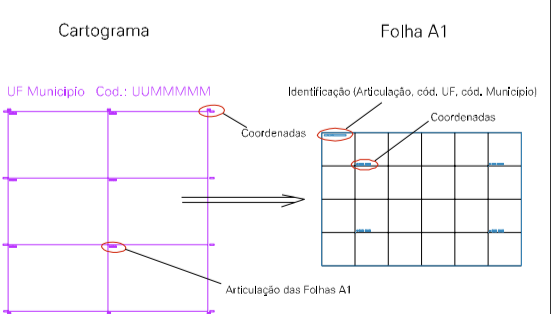 Cartograma
Folha A1
UF Município Cod.: UUMMMMM
Identificação (Articulação, cód. UF, cód. Município)
Coordenadas
Coordenadas
Articulação das Folhas A1